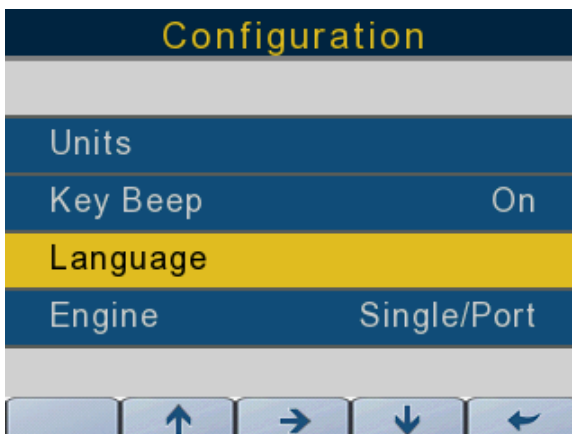 Configuration
Units
Key Beep On
Language
Engine Single/Port